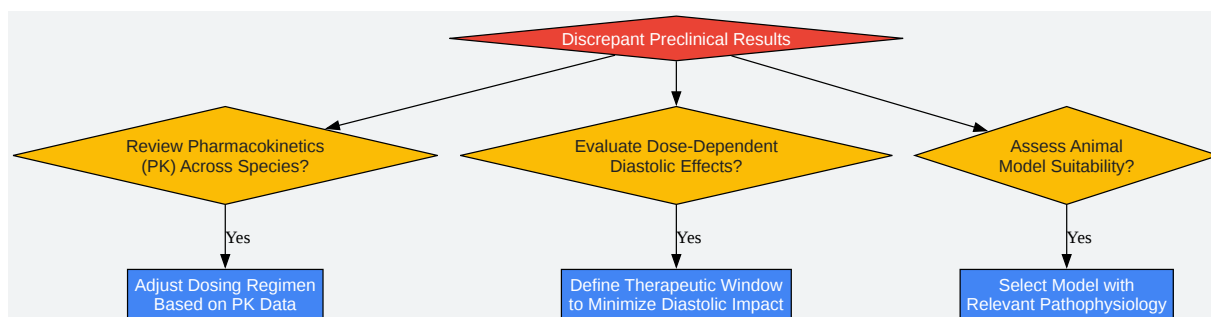 Discrepant Preclinical Results
Review Pharmacokinetics
(PK) Across Species?
Evaluate Dose-Dependent
Diastolic Effects?
Assess Animal
Model Suitability?
Yes
Yes
Yes
Adjust Dosing Regimen
Based on PK Data
Define Therapeutic Window
to Minimize Diastolic Impact
Select Model with
Relevant Pathophysiology